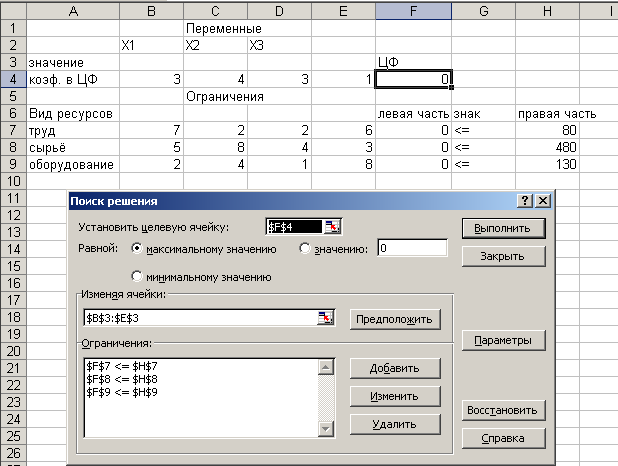 A B C D E F G H I
1 Переменные
2 X1 X2 X3
3 значение ЦФ
4 коэф. в ЦФ 3 4 3 1 0
5 Ограничения
6 Вид ресурсов левая часть знак правая часть
7 труд 7 2 2 6 0 <= 80
8 сырьё 5 8 4 3 0 <= 480
9 оборудование 2 4 1 8 0 <= 130
10
11
12 Поиск решения
13 Установить целевую ячейку: $F$4 Выполнить
14
15 Равной: максимальному значению значению: 0 Закрыть
16 минимальному значению
17 Изменяя ячейки:
18 $B$3:$E$3 Предположить
19 Параметры
20 Ограничения:
21 $F$7 <= $H$7 Добавить
22 $F$8 <= $H$8
23 $F$9 <= $H$9 Изменить
24 Восстановить
25 Удалить
26 Справка